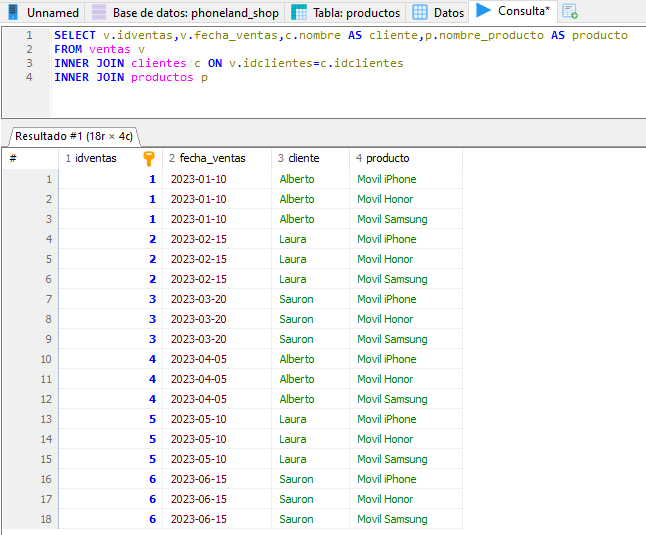 Unnamed Base de datos: phoneland_shop Tabla: productos Datos Consulta*
1 SELECT v.idventas,v.fecha_ventas,c.nombre AS cliente,p.nombre_producto AS producto
2 FROM ventas v
3 INNER JOIN clientes c ON v.idclientes=c.idclientes
4 INNER JOIN productos p
Resultado #1 (18r × 4c)
# 1 idventas 2 fecha_ventas 3 cliente 4 producto
1 1 2023-01-10 Alberto Movil iPhone
2 1 2023-01-10 Alberto Movil Honor
3 1 2023-01-10 Alberto Movil Samsung
4 2 2023-02-15 Laura Movil iPhone
5 2 2023-02-15 Laura Movil Honor
6 2 2023-02-15 Laura Movil Samsung
7 3 2023-03-20 Sauron Movil iPhone
8 3 2023-03-20 Sauron Movil Honor
9 3 2023-03-20 Sauron Movil Samsung
10 4 2023-04-05 Alberto Movil iPhone
11 4 2023-04-05 Alberto Movil Honor
12 4 2023-04-05 Alberto Movil Samsung
13 5 2023-05-10 Laura Movil iPhone
14 5 2023-05-10 Laura Movil Honor
15 5 2023-05-10 Laura Movil Samsung
16 6 2023-06-15 Sauron Movil iPhone
17 6 2023-06-15 Sauron Movil Honor
18 6 2023-06-15 Sauron Movil Samsung